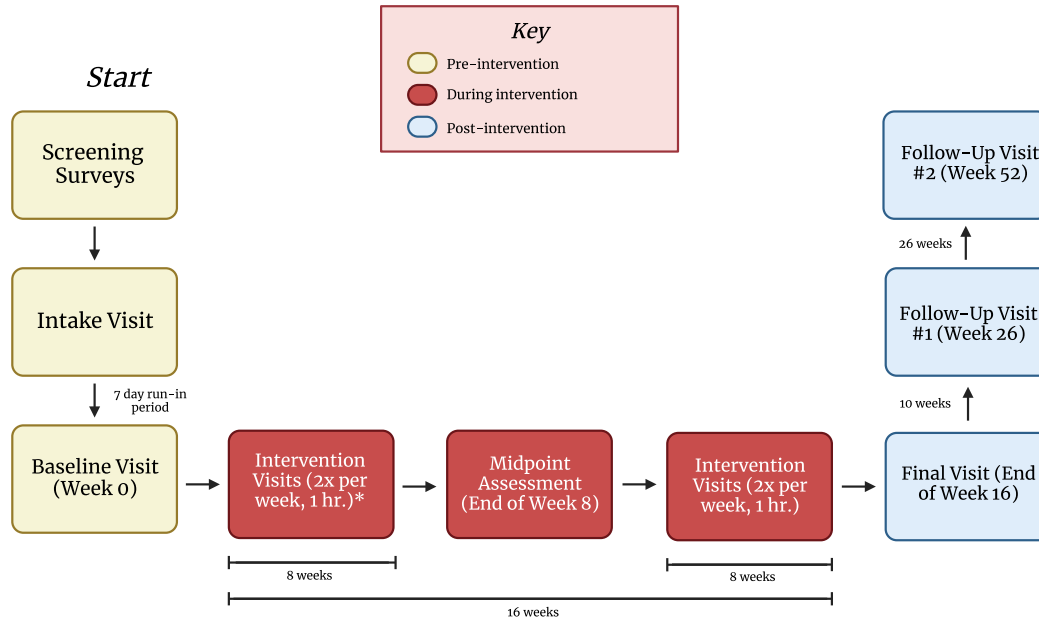 Key
Pre-intervention
During intervention
Post-intervention
Start
Screening
Surveys
Intake Visit
7 day run-in
period
Baseline Visit
(Week 0)
Intervention
Visits (2x per
week, 1 hr.)*
8 weeks
Midpoint
Assessment
(End of Week 8)
Intervention
Visits (2x per
week, 1 hr.)
8 weeks
16 weeks
Final Visit (End
of Week 16)
10 weeks
Follow-Up Visit
#1 (Week 26)
26 weeks
Follow-Up Visit
#2 (Week 52)